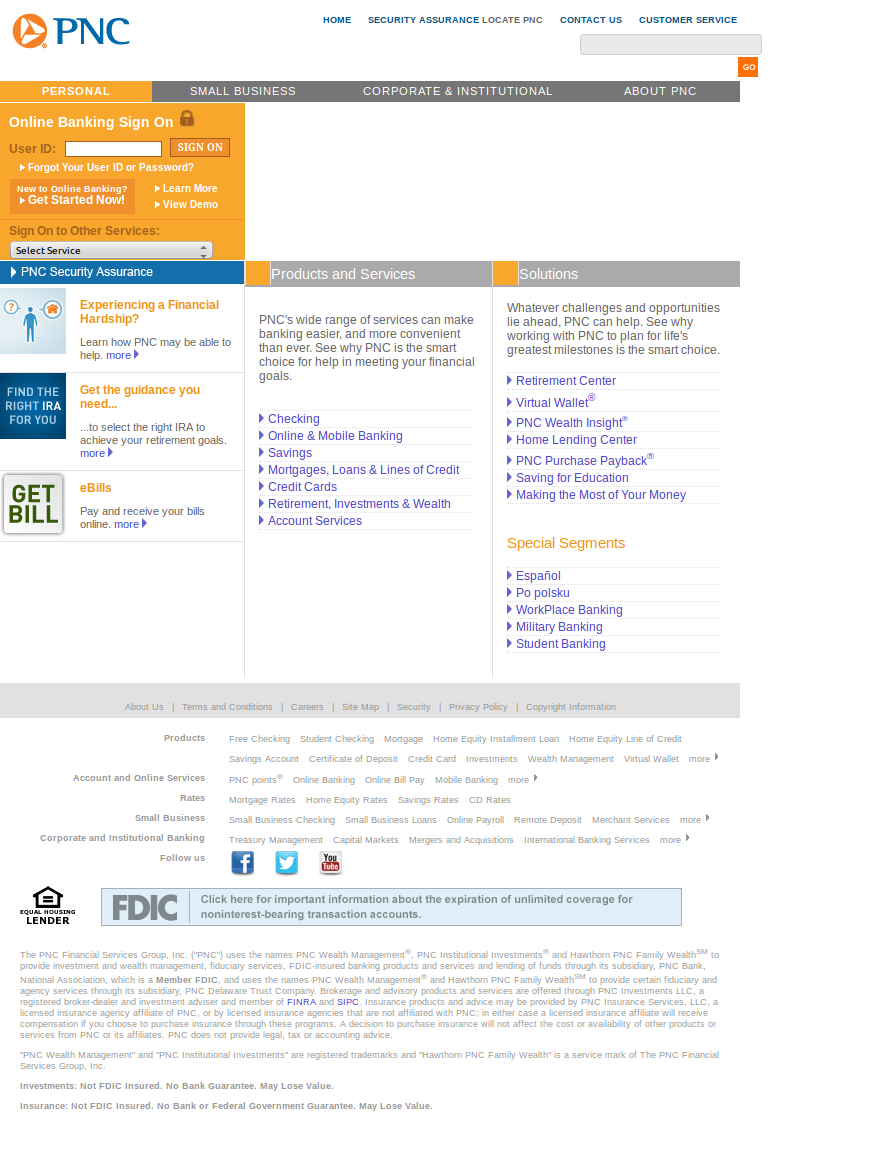 PNC
HOME SECURITY ASSURANCE LOCATE PNC CONTACT US CUSTOMER SERVICE
GO
PERSONAL SMALL BUSINESS CORPORATE & INSTITUTIONAL ABOUT PNC
Online Banking Sign On
User ID: SIGN ON
Forgot Your User ID or Password?
New to Online Banking?
Get Started Now!
Learn More
View Demo
Sign On to Other Services:
Select Service
PNC Security Assurance
Experiencing a Financial
Hardship?
Learn how PNC may be able to
help. more
FIND THE
RIGHT IRA
FOR YOU
Get the guidance you
need...
...to select the right IRA to
achieve your retirement goals.
more
GET
BILL
eBills
Pay and receive your bills
online. more
Products and Services
PNC's wide range of services can make
banking easier, and more convenient
than ever. See why PNC is the smart
choice for help in meeting your financial
goals.
Checking
Online & Mobile Banking
Savings
Mortgages, Loans & Lines of Credit
Credit Cards
Retirement, Investments & Wealth
Account Services
Solutions
Whatever challenges and opportunities
lie ahead, PNC can help. See why
working with PNC to plan for life's
greatest milestones is the smart choice.
Retirement Center
Virtual Wallet®
PNC Wealth Insight®
Home Lending Center
PNC Purchase Payback®
Saving for Education
Making the Most of Your Money
Special Segments
Español
Po polsku
WorkPlace Banking
Military Banking
Student Banking
About Us | Terms and Conditions | Careers | Site Map | Security | Privacy Policy | Copyright Information
Products Free Checking Student Checking Mortgage Home Equity Installment Loan Home Equity Line of Credit
Savings Account Certificate of Deposit Credit Card Investments Wealth Management Virtual Wallet more
Account and Online Services PNC points® Online Banking Online Bill Pay Mobile Banking more
Rates Mortgage Rates Home Equity Rates Savings Rates CD Rates
Small Business Small Business Checking Small Business Loans Online Payroll Remote Deposit Merchant Services more
Corporate and Institutional Banking Treasury Management Capital Markets Mergers and Acquisitions International Banking Services more
Follow us
You
Tube
EQUAL HOUSING
LENDER
FDIC
Click here for important information about the expiration of unlimited coverage for
noninterest-bearing transaction accounts.
The PNC Financial Services Group, Inc. ("PNC") uses the names PNC Wealth Management®, PNC Institutional Investments® and Hawthorn PNC Family WealthSM to
provide investment and wealth management, fiduciary services, FDIC-insured banking products and services and lending of funds through its subsidiary, PNC Bank,
National Association, which is a Member FDIC, and uses the names PNC Wealth Management® and Hawthorn PNC Family WealthSM to provide certain fiduciary and
agency services through its subsidiary, PNC Delaware Trust Company. Brokerage and advisory products and services are offered through PNC Investments LLC, a
registered broker-dealer and investment adviser and member of FINRA and SIPC. Insurance products and advice may be provided by PNC Insurance Services, LLC, a
licensed insurance agency affiliate of PNC, or by licensed insurance agencies that are not affiliated with PNC; in either case a licensed insurance affiliate will receive
compensation if you choose to purchase insurance through these programs. A decision to purchase insurance will not affect the cost or availability of other products or
services from PNC or its affiliates. PNC does not provide legal, tax or accounting advice.
"PNC Wealth Management" and "PNC Institutional Investments" are registered trademarks and "Hawthorn PNC Family Wealth" is a service mark of The PNC Financial
Services Group, Inc.
Investments: Not FDIC Insured. No Bank Guarantee. May Lose Value.
Insurance: Not FDIC Insured. No Bank or Federal Government Guarantee. May Lose Value.